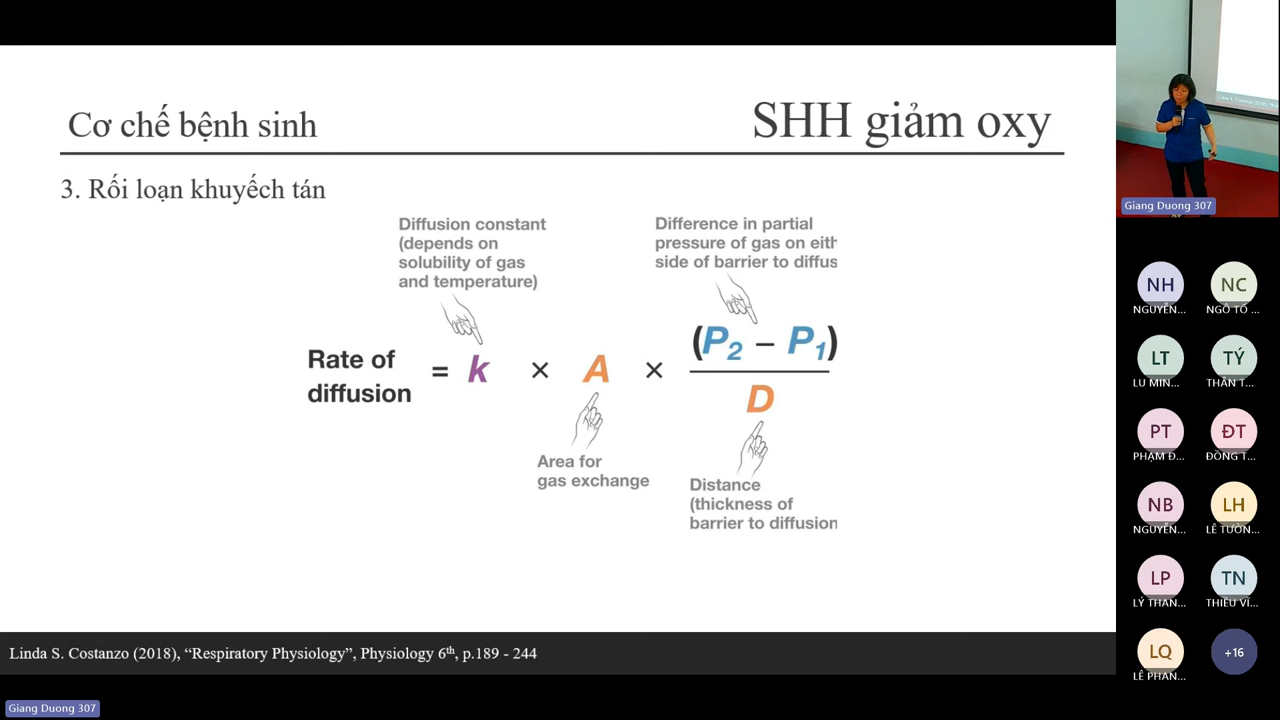 Cơ chế bệnh sinh
SHH giảm oxy
3. Rối loạn khuyếch tán
Diffusion constant
(depends on
solubility of gas
and temperature)
Difference in partial
pressure of gas on eith
side of barrier to diffus
Rate of
diffusion
= k × A × (P₂ – P₁)
D
Area for
gas exchange
Distance
(thickness of
barrier to diffusion
Linda S. Costanzo (2018), “Respiratory Physiology”, Physiology 6th, p.189 - 244
Giang Duong 307
Giang Duong 307
NH
NGUYỄN...
NC
NGÔ TỐ ...
LT
LU MIN...
TÝ
THÂN T...
PT
PHẠM Đ...
ĐT
ĐỒNG T...
NB
NGUYỄN...
LH
LÊ TƯỜN...
LP
LÝ THAN...
TN
THIỀU VĨ...
LQ
LÊ PHAN...
+16